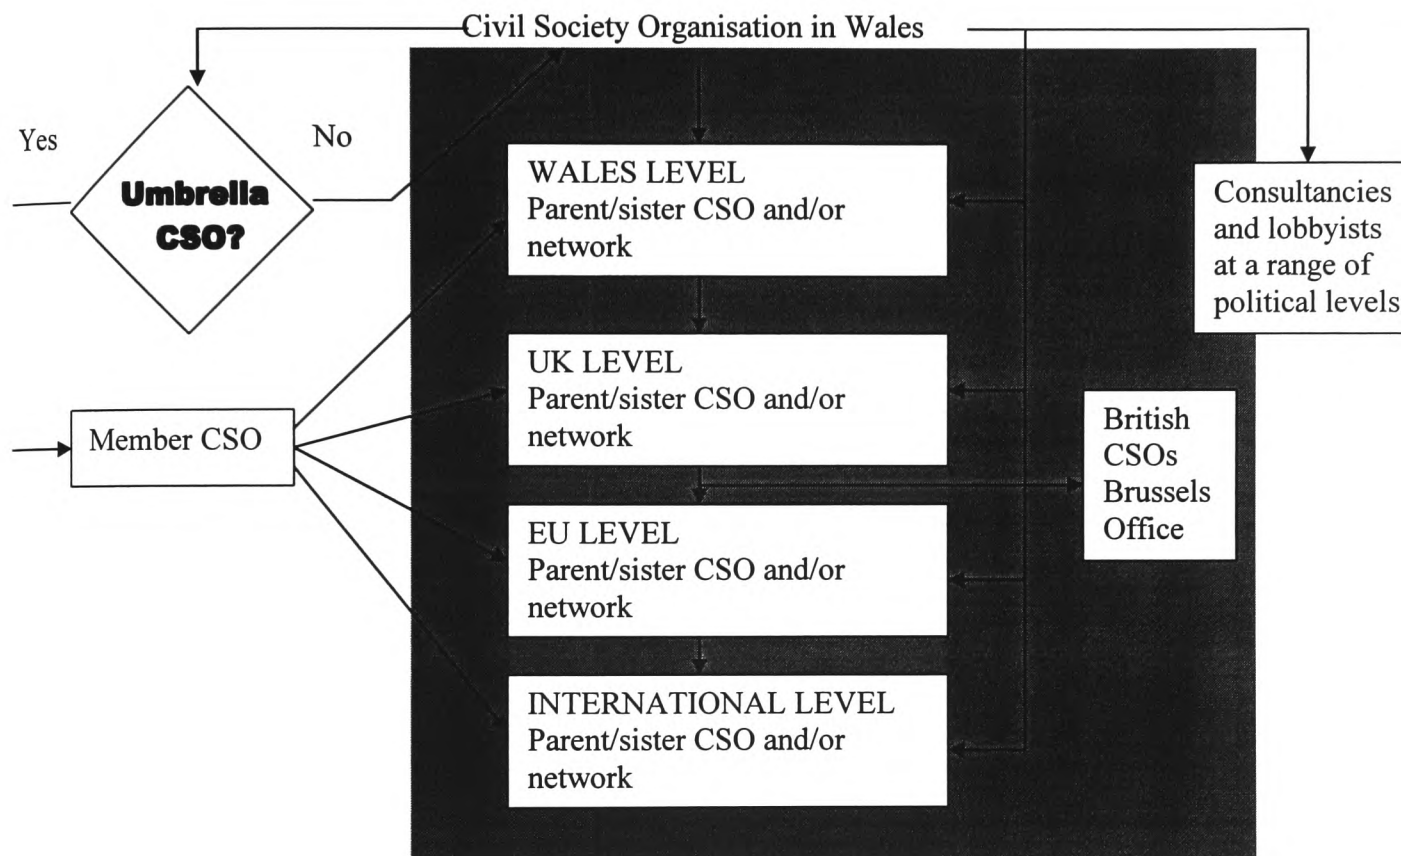 Civil Society Organisation in Wales
Yes
No
Umbrella
CSO?
WALES LEVEL
Parent/sister CSO and/or
network
Consultancies
and lobbyists
at a range of
political levels
UK LEVEL
Parent/sister CSO and/or
network
Member CSO
British
CSOs
Brussels
Office
EU LEVEL
Parent/sister CSO and/or
network
INTERNATIONAL LEVEL
Parent/sister CSO and/or
network